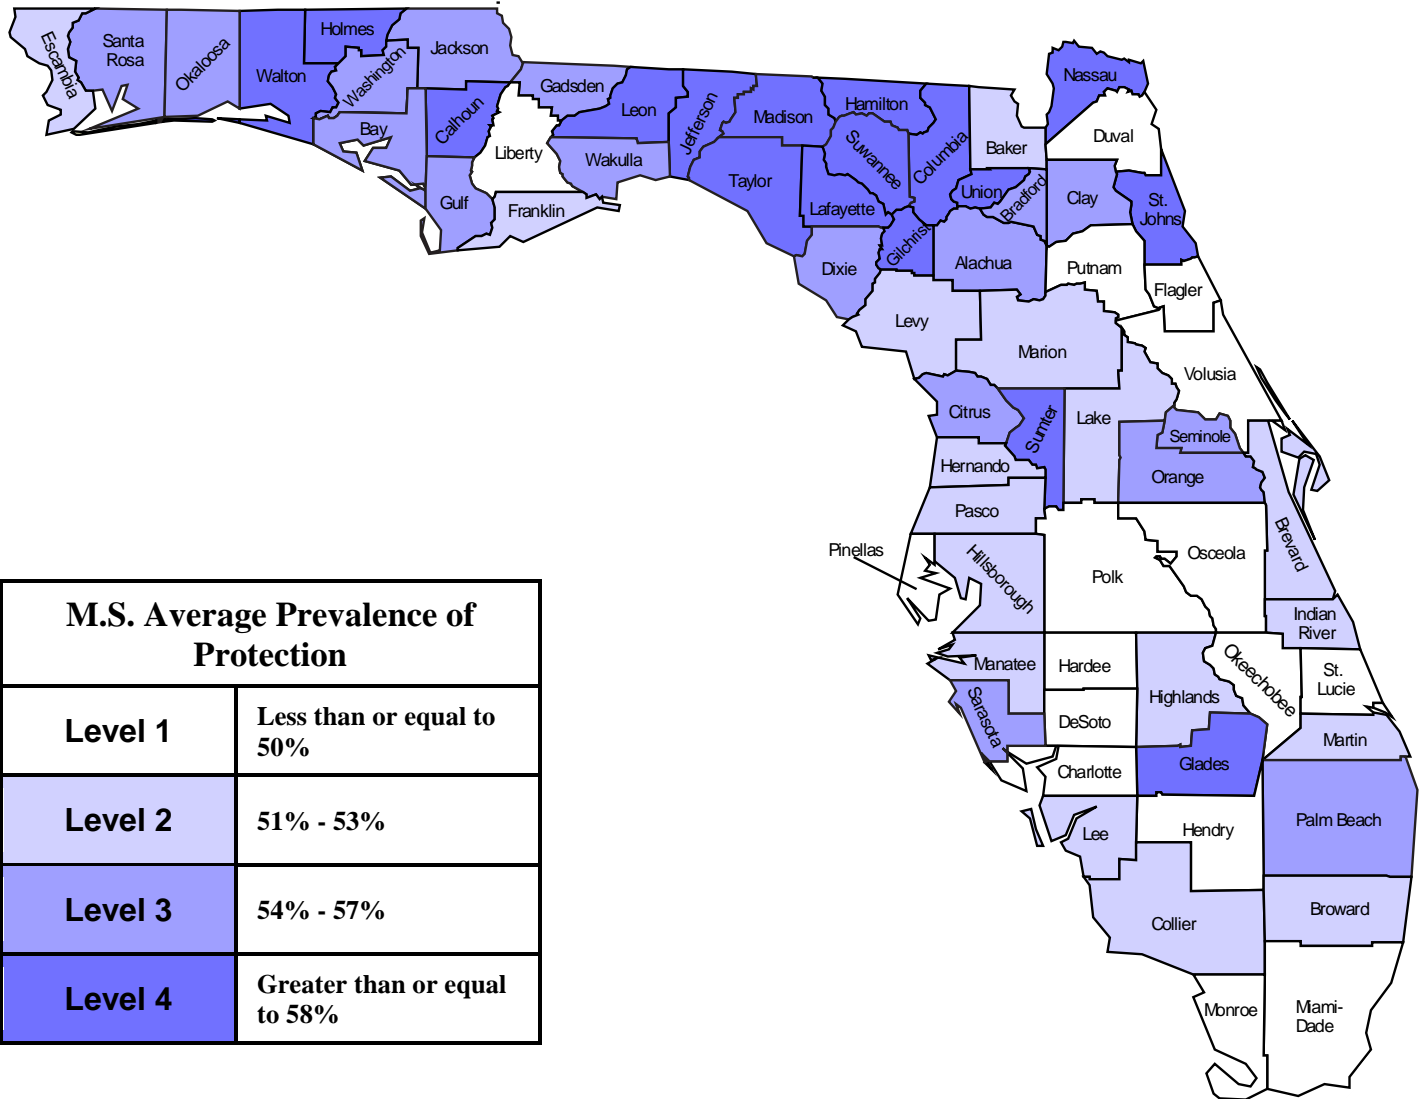 Escambia
Santa
Rosa
Okaloosa
Walton
Holmes
Washington
Jackson
Bay
Calhoun
Gulf
Liberty
Franklin
Gadsden
Leon
Wakulla
Jefferson
Madison
Taylor
Hamilton
Suwannee
Lafayette
Columbia
Dixie
Gilchrist
Baker
Union
Bradford
Alachua
Nassau
Duval
Clay
St.
Johns
Putnam
Flagler
Levy
Marion
Volusia
Citrus
Sumter
Lake
Seminole
Orange
Hernando
Pasco
Pinellas
Hillsborough
Polk
Osceola
Brevard
Indian
River
Manatee
Hardee
Highlands
Okeechobee
St.
Lucie
Sarasota
DeSoto
Martin
Charlotte
Glades
Lee
Hendry
Palm Beach
Collier
Broward
Monroe
Miami-
Dade
M.S. Average Prevalence of
Protection
Level 1
Less than or equal to
50%
Level 2
51% - 53%
Level 3
54% - 57%
Level 4
Greater than or equal
to 58%